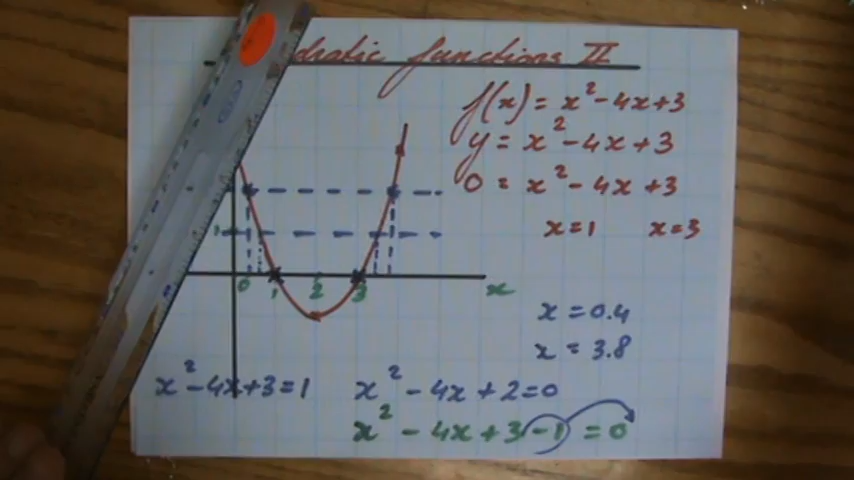 functions II
f(x) = x²-4x+3
y = x²-4x+3
0 = x²-4x+3
x=1 x=3
1
0 1 2 3 x
x = 0.4
x = 3.8
x²-4x+3=1 x²-4x+2=0
x²-4x+3-1=0